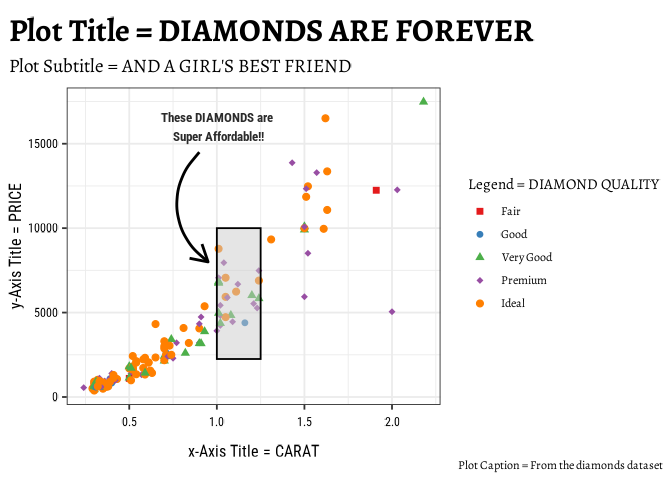 Plot Title = DIAMONDS ARE FOREVER
Plot Subtitle = AND A GIRL'S BEST FRIEND
These DIAMONDS are
Super Affordable!!
y-Axis Title = PRICE
15000
10000
5000
0
0.5
1.0
1.5
2.0
x-Axis Title = CARAT
Legend = DIAMOND QUALITY
Fair
Good
Very Good
Premium
Ideal
Plot Caption = From the diamonds dataset